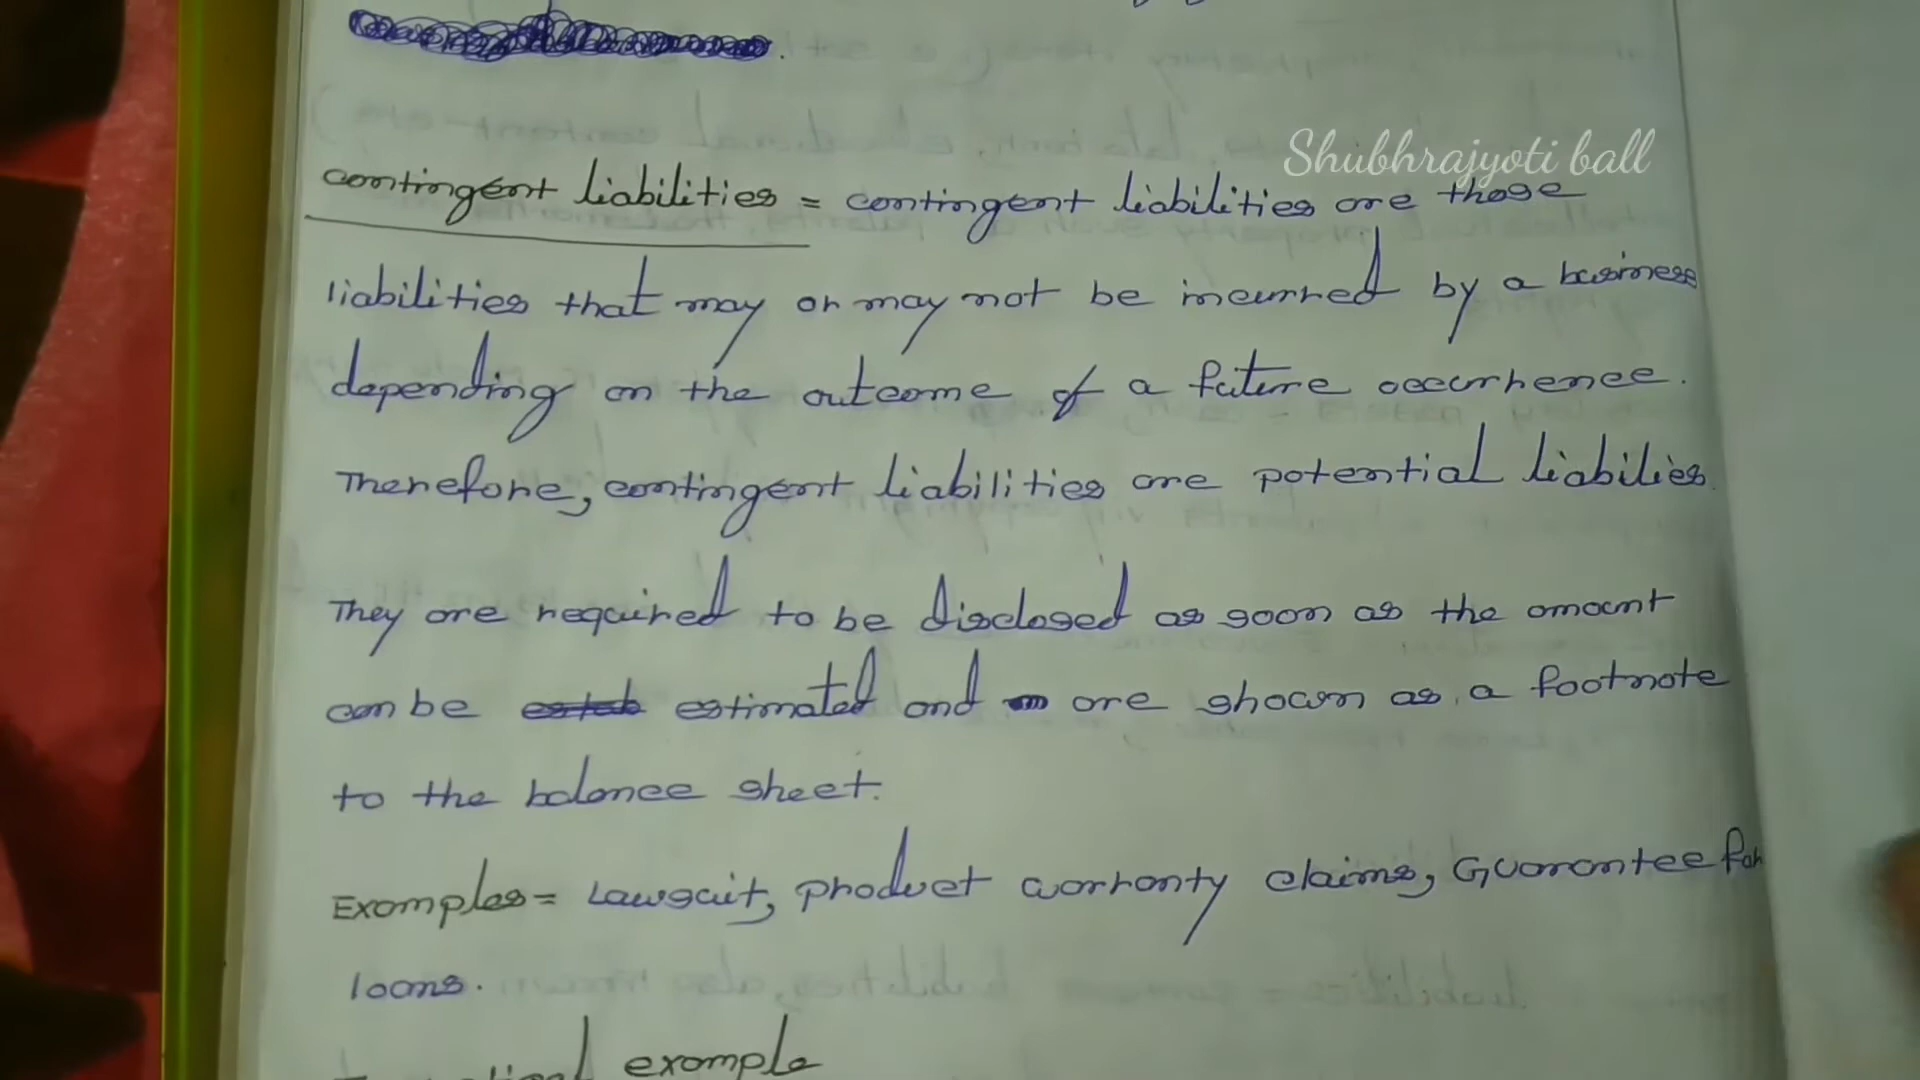 Shubhrajyoti ball
contingent liabilities = contingent liabilities are those
liabilities that may or may not be incurred by a business
depending on the outcome of a future occurrence.
Therefore, contingent liabilities are potential liabilies.
They are required to be disclosed as soon as the amount
can be estimated and are shown as a footnote
to the balance sheet.
Examples = Lawsuit, product warranty claims, Guarantee for
loans.
example